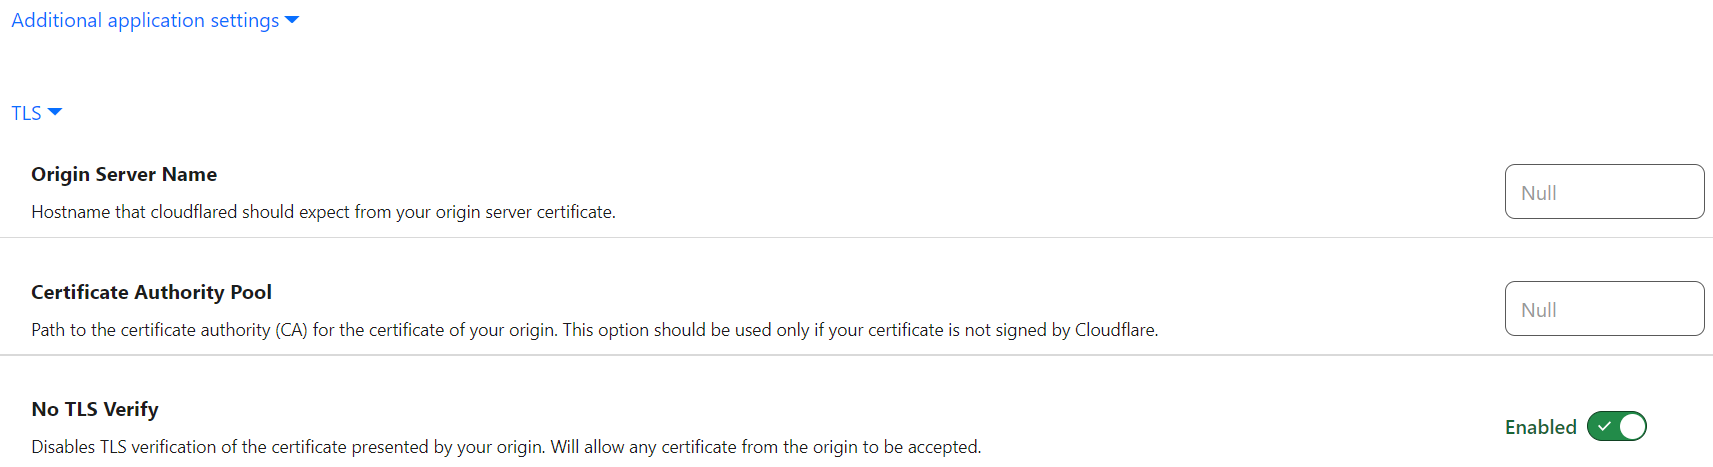 Additional application settings
TLS
Origin Server Name
Hostname that cloudflared should expect from your origin server certificate.
Null
Certificate Authority Pool
Path to the certificate authority (CA) for the certificate of your origin. This option should be used only if your certificate is not signed by Cloudflare.
Null
No TLS Verify
Disables TLS verification of the certificate presented by your origin. Will allow any certificate from the origin to be accepted.
Enabled